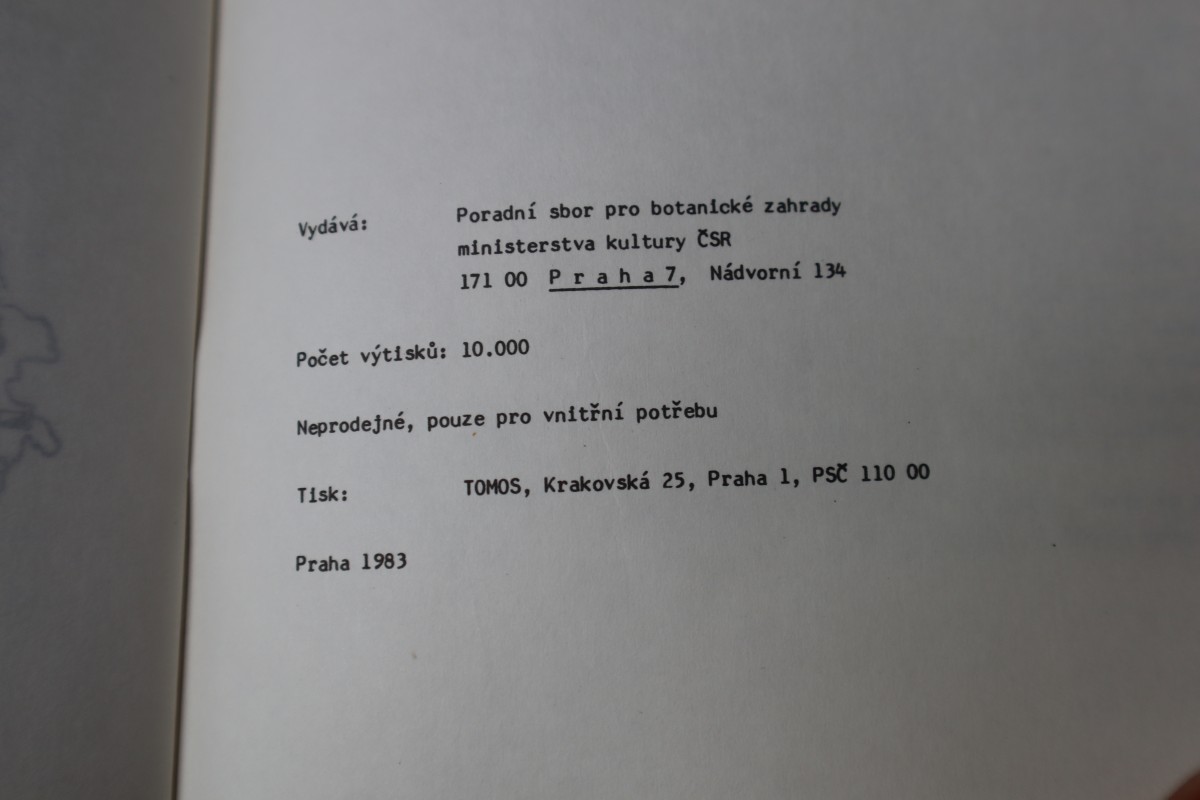 Vydává: Poradní sbor pro botanické zahrady
ministerstva kultury ČSR
171 00 P r a h a 7, Nádvorní 134
Počet výtisků: 10.000
Neprodejné, pouze pro vnitřní potřebu
Tisk: TOMOS, Krakovská 25, Praha 1, PSČ 110 00
Praha 1983